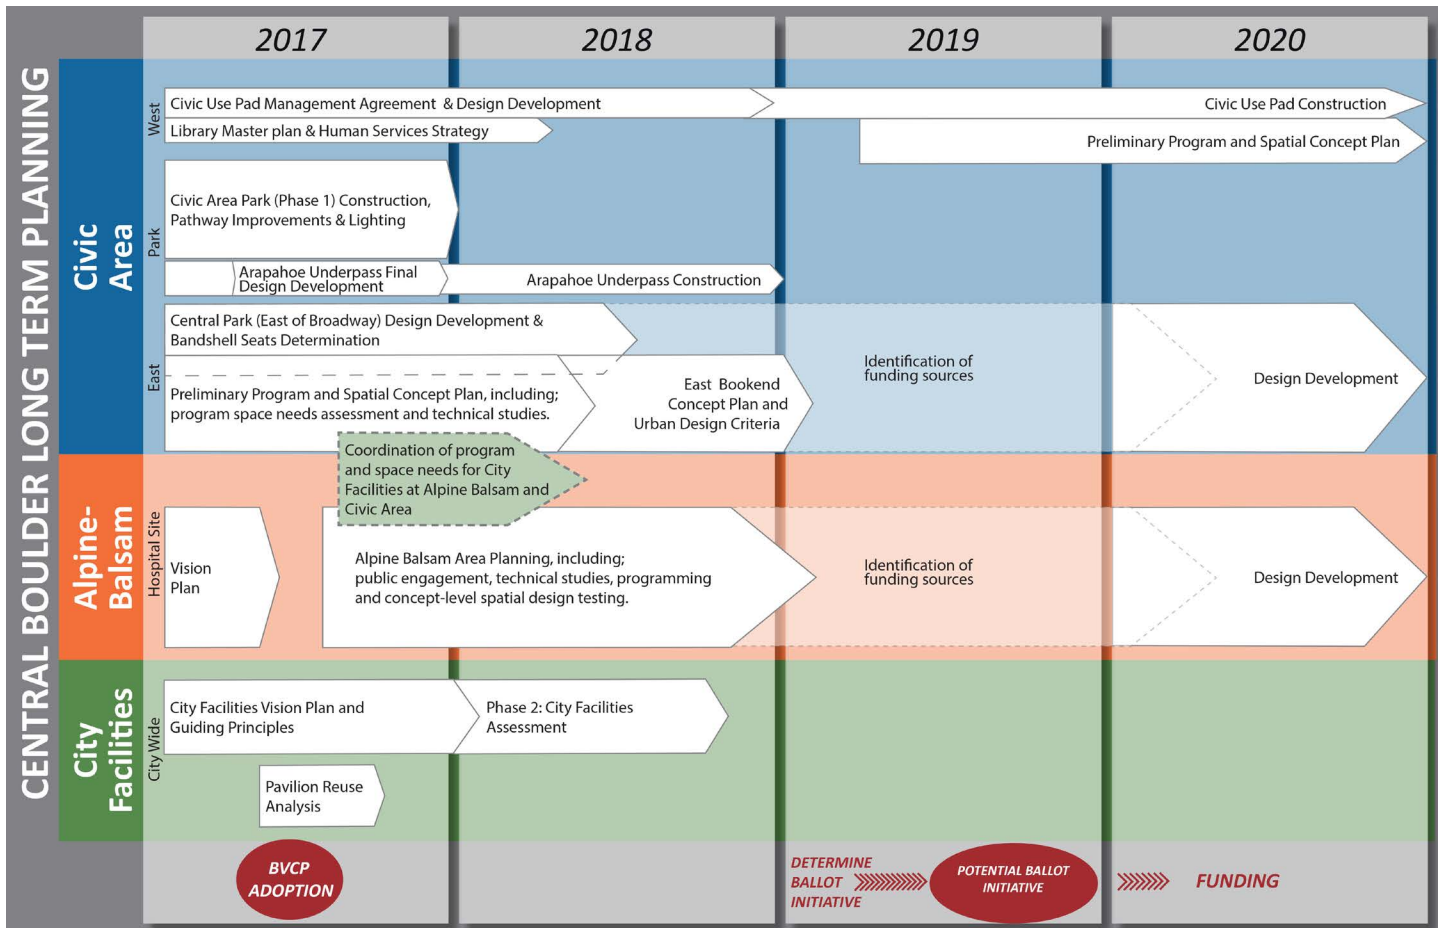 CENTRAL BOULDER LONG TERM PLANNING
2017
2018
2019
2020
Civic
Area
West
Civic Use Pad Management Agreement & Design Development
Civic Use Pad Construction
Library Master plan & Human Services Strategy
Preliminary Program and Spatial Concept Plan
Park
Civic Area Park (Phase 1) Construction,
Pathway Improvements & Lighting
Arapahoe Underpass Final
Design Development
Arapahoe Underpass Construction
East
Central Park (East of Broadway) Design Development &
Bandshell Seats Determination
Preliminary Program and Spatial Concept Plan, including;
program space needs assessment and technical studies.
East Bookend
Concept Plan and
Urban Design Criteria
Identification of
funding sources
Design Development
Coordination of program
and space needs for City
Facilities at Alpine Balsam and
Civic Area
Alpine-
Balsam
Hospital Site
Vision
Plan
Alpine Balsam Area Planning, including;
public engagement, technical studies, programming
and concept-level spatial design testing.
Identification of
funding sources
Design Development
City
Facilities
City Wide
City Facilities Vision Plan and
Guiding Principles
Phase 2: City Facilities
Assessment
Pavilion Reuse
Analysis
BVCP
ADOPTION
DETERMINE
BALLOT
INITIATIVE
POTENTIAL BALLOT
INITIATIVE
FUNDING